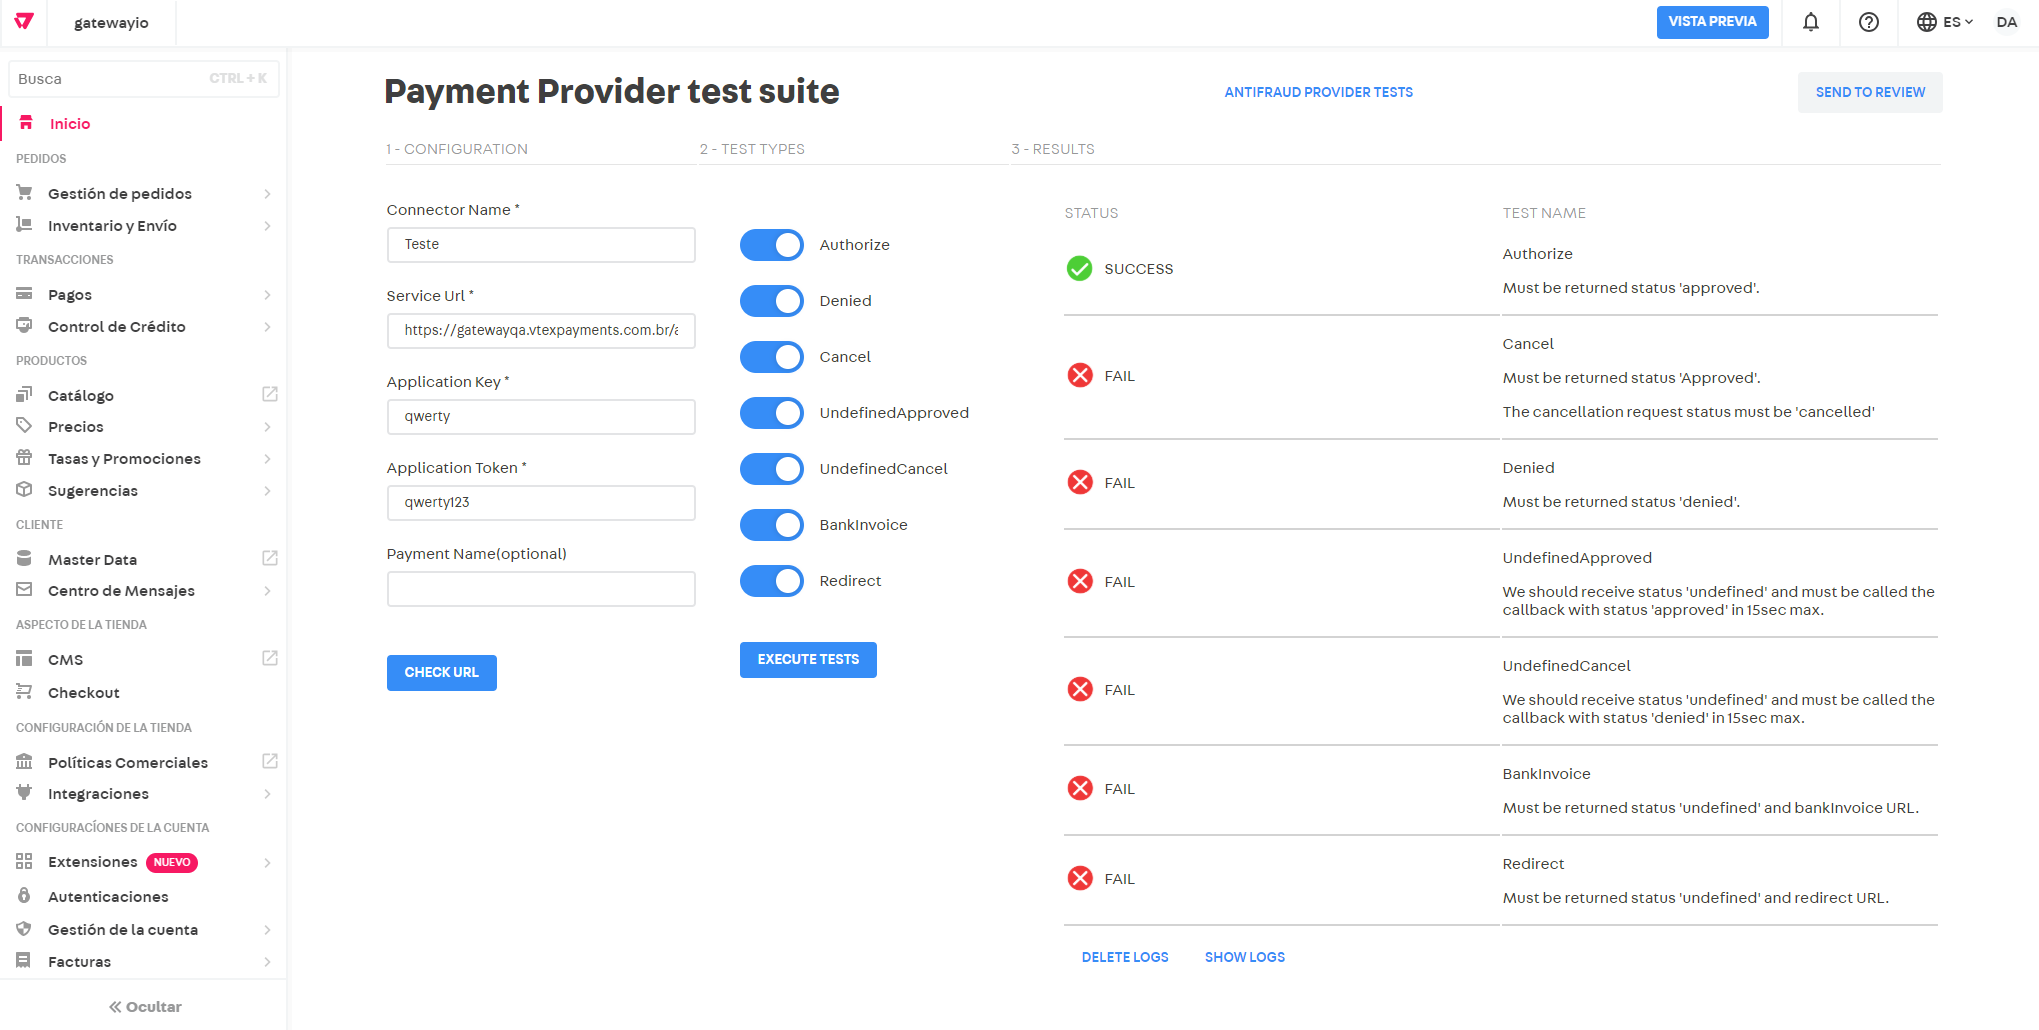 gatewayio
VISTA PREVIA
ES
DA
Busca
CTRL + K
Inicio
PEDIDOS
Gestión de pedidos
Inventario y Envío
TRANSACCIONES
Pagos
Control de Crédito
PRODUCTOS
Catálogo
Precios
Tasas y Promociones
Sugerencias
CLIENTE
Master Data
Centro de Mensajes
ASPECTO DE LA TIENDA
CMS
Checkout
CONFIGURACIÓN DE LA TIENDA
Políticas Comerciales
Integraciones
CONFIGURACÍONES DE LA CUENTA
Extensiones NUEVO
Autenticaciones
Gestión de la cuenta
Facturas
Ocultar
Payment Provider test suite
ANTIFRAUD PROVIDER TESTS
SEND TO REVIEW
1 - CONFIGURATION
2 - TEST TYPES
3 - RESULTS
Connector Name *
Teste
Service Url *
https://gatewayqa.vtexpayments.com.br/a
Application Key *
qwerty
Application Token *
qwerty123
Payment Name(optional)
CHECK URL
Authorize
Denied
Cancel
UndefinedApproved
UndefinedCancel
BankInvoice
Redirect
EXECUTE TESTS
STATUS
TEST NAME
SUCCESS
Authorize
Must be returned status 'approved'.
FAIL
Cancel
Must be returned status 'Approved'.
The cancellation request status must be 'cancelled'
FAIL
Denied
Must be returned status 'denied'.
FAIL
UndefinedApproved
We should receive status 'undefined' and must be called the
callback with status 'approved' in 15sec max.
FAIL
UndefinedCancel
We should receive status 'undefined' and must be called the
callback with status 'denied' in 15sec max.
FAIL
BankInvoice
Must be returned status 'undefined' and bankInvoice URL.
FAIL
Redirect
Must be returned status 'undefined' and redirect URL.
DELETE LOGS
SHOW LOGS